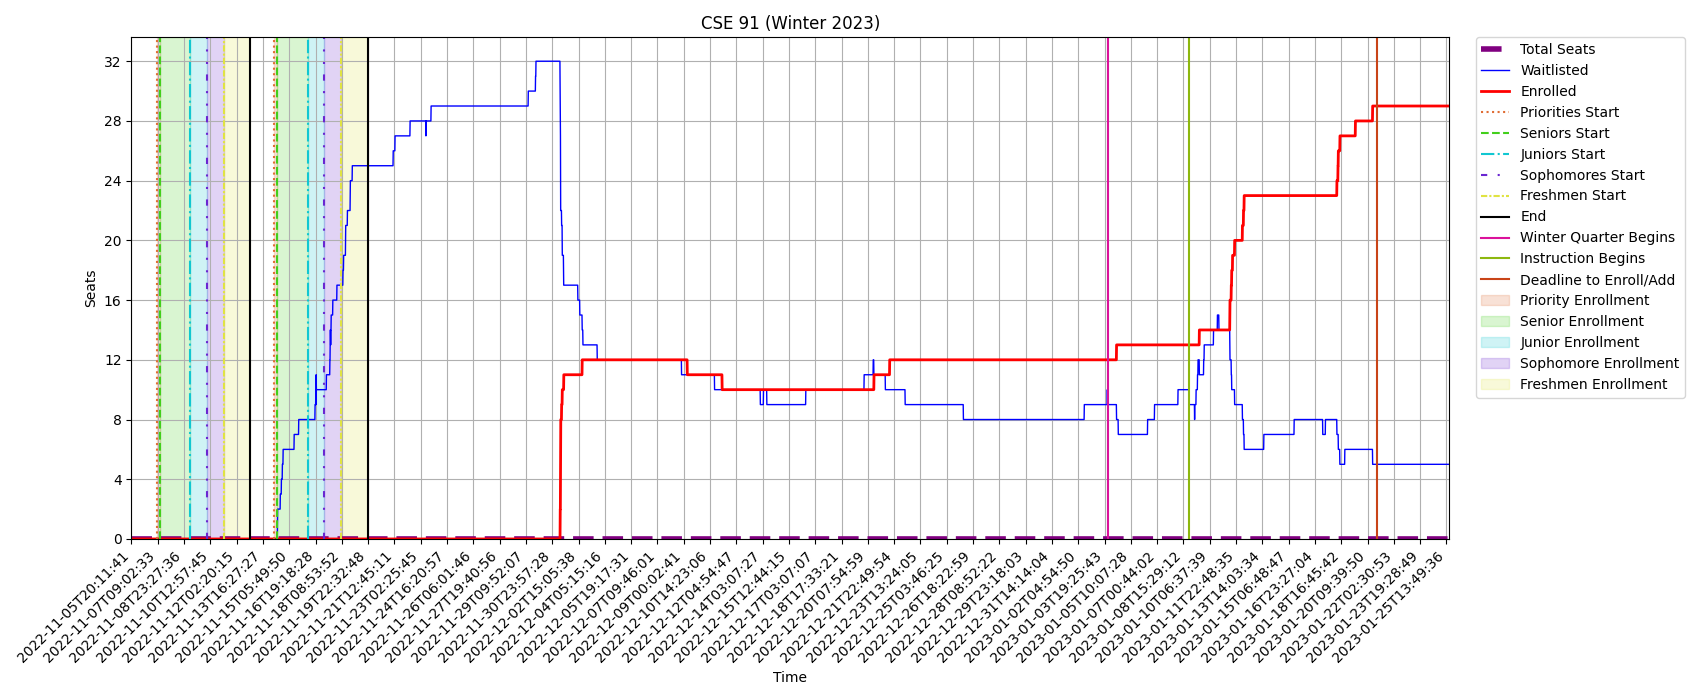 CSE 91 (Winter 2023)
Seats
32
28
24
20
16
12
8
4
0
2022-11-05T20:11:41
2022-11-07T09:02:33
2022-11-08T23:27:36
2022-11-10T12:57:45
2022-11-12T02:20:15
2022-11-13T16:27:27
2022-11-15T05:49:50
2022-11-16T19:18:28
2022-11-18T08:53:52
2022-11-19T22:32:48
2022-11-21T12:45:11
2022-11-23T02:25:45
2022-11-24T16:20:57
2022-11-26T06:01:46
2022-11-27T19:40:56
2022-11-29T09:52:07
2022-11-30T23:57:28
2022-12-02T15:05:38
2022-12-04T05:15:16
2022-12-05T19:17:31
2022-12-07T09:46:01
2022-12-09T00:02:41
2022-12-10T14:23:06
2022-12-12T04:54:47
2022-12-14T03:07:27
2022-12-15T12:44:15
2022-12-17T03:07:07
2022-12-18T17:33:21
2022-12-20T07:54:59
2022-12-21T22:49:54
2022-12-23T13:24:05
2022-12-25T03:46:23
2022-12-26T18:22:59
2022-12-28T08:52:22
2022-12-29T23:18:03
2022-12-31T14:14:04
2023-01-02T04:54:50
2023-01-03T19:25:43
2023-01-05T10:07:28
2023-01-07T00:44:02
2023-01-08T15:29:12
2023-01-10T06:37:39
2023-01-11T22:48:35
2023-01-13T14:03:34
2023-01-15T06:48:47
2023-01-16T23:27:04
2023-01-18T16:45:42
2023-01-20T09:39:50
2023-01-22T02:30:53
2023-01-23T19:28:49
2023-01-25T13:49:36
Time
Total Seats
Waitlisted
Enrolled
Priorities Start
Seniors Start
Juniors Start
Sophomores Start
Freshmen Start
End
Winter Quarter Begins
Instruction Begins
Deadline to Enroll/Add
Priority Enrollment
Senior Enrollment
Junior Enrollment
Sophomore Enrollment
Freshmen Enrollment